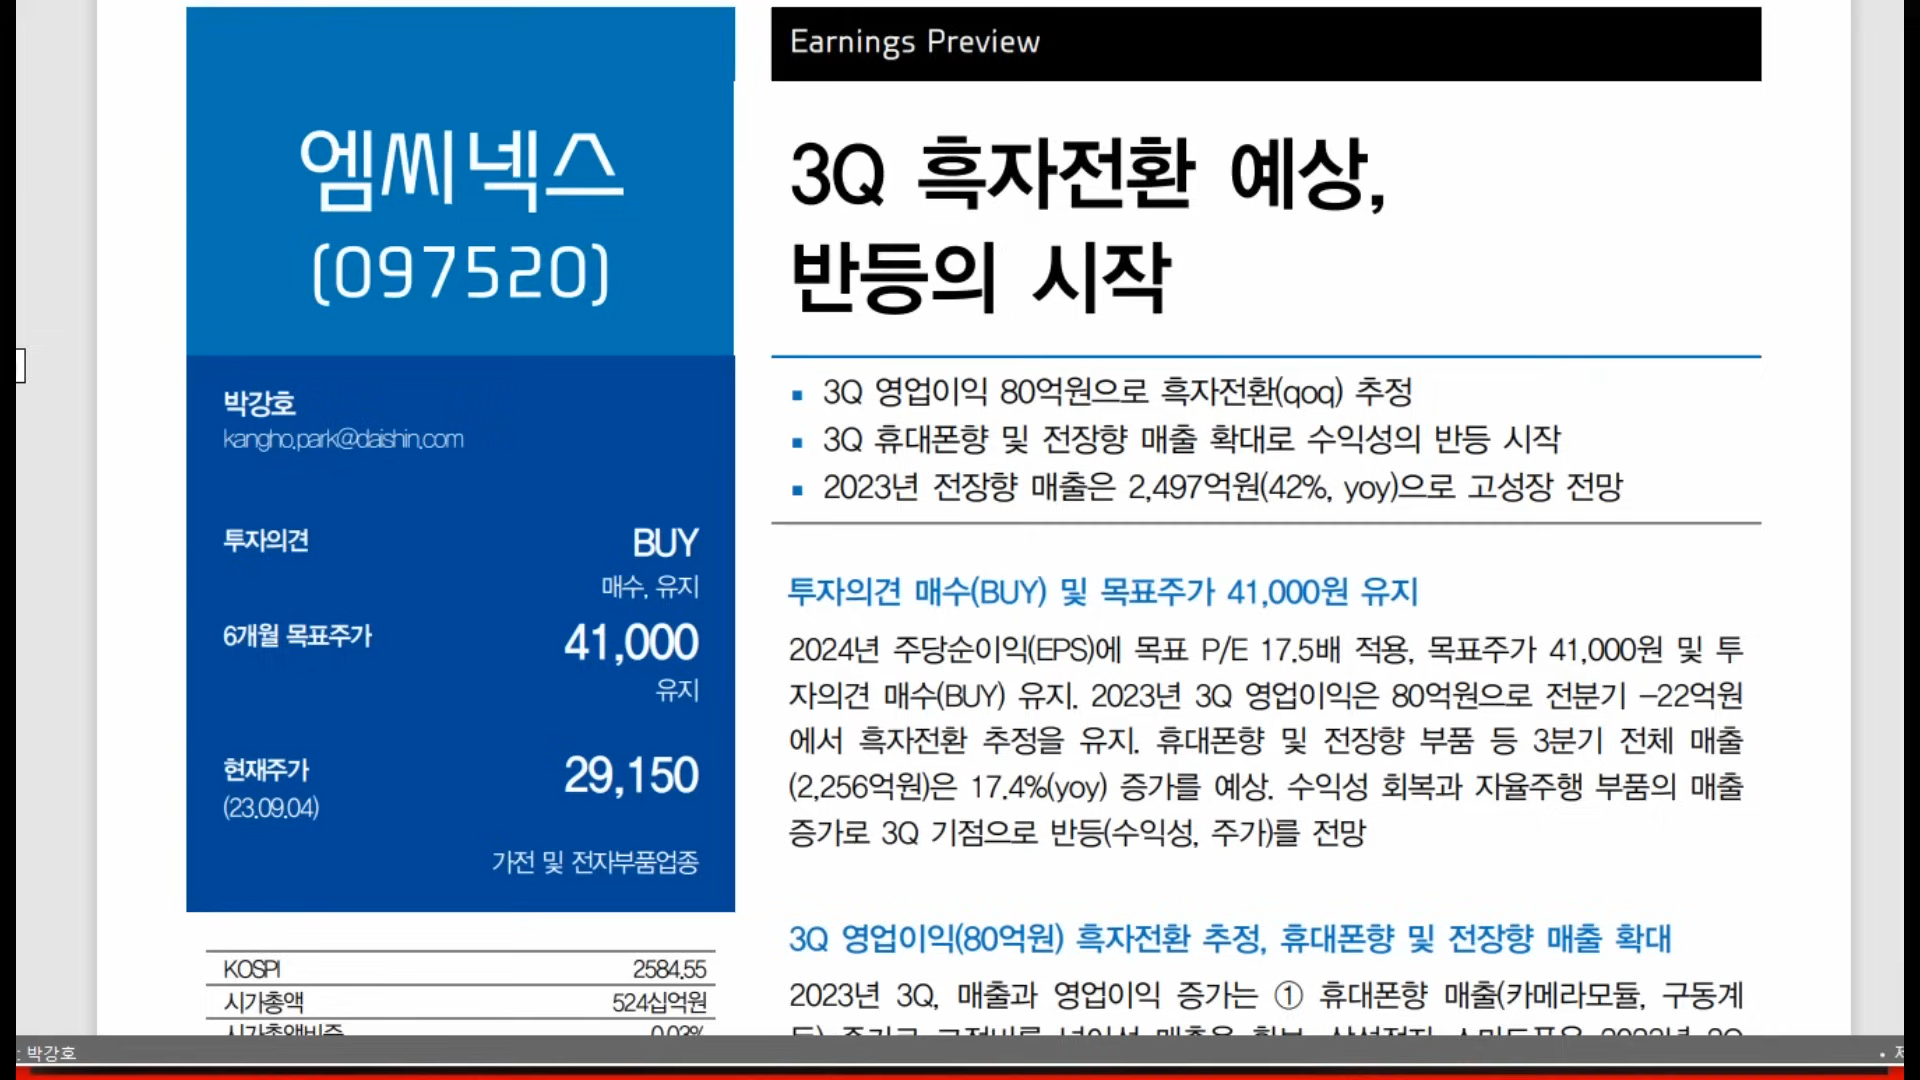 엠씨넥스
(097520)
박강호
kangho.park@daishin.com
투자의견 BUY
매수, 유지
6개월 목표주가 41,000
유지
현재주가 29,150
(23.09.04)
가전 및 전자부품업종
KOSPI 2584.55
시가총액 524십억원
시가총액비중 0.03%
Earnings Preview
3Q 흑자전환 예상,
반등의 시작
▪ 3Q 영업이익 80억원으로 흑자전환(qoq) 추정
▪ 3Q 휴대폰향 및 전장향 매출 확대로 수익성의 반등 시작
▪ 2023년 전장향 매출은 2,497억원(42%, yoy)으로 고성장 전망
투자의견 매수(BUY) 및 목표주가 41,000원 유지
2024년 주당순이익(EPS)에 목표 P/E 17.5배 적용, 목표주가 41,000원 및 투
자의견 매수(BUY) 유지. 2023년 3Q 영업이익은 80억원으로 전분기 -22억원
에서 흑자전환 추정을 유지. 휴대폰향 및 전장향 부품 등 3분기 전체 매출
(2,256억원)은 17.4%(yoy) 증가를 예상. 수익성 회복과 자율주행 부품의 매출
증가로 3Q 기점으로 반등(수익성, 주가)를 전망
3Q 영업이익(80억원) 흑자전환 추정, 휴대폰향 및 전장향 매출 확대
2023년 3Q, 매출과 영업이익 증가는 ① 휴대폰향 매출(카메라모듈, 구동계
: 박강호